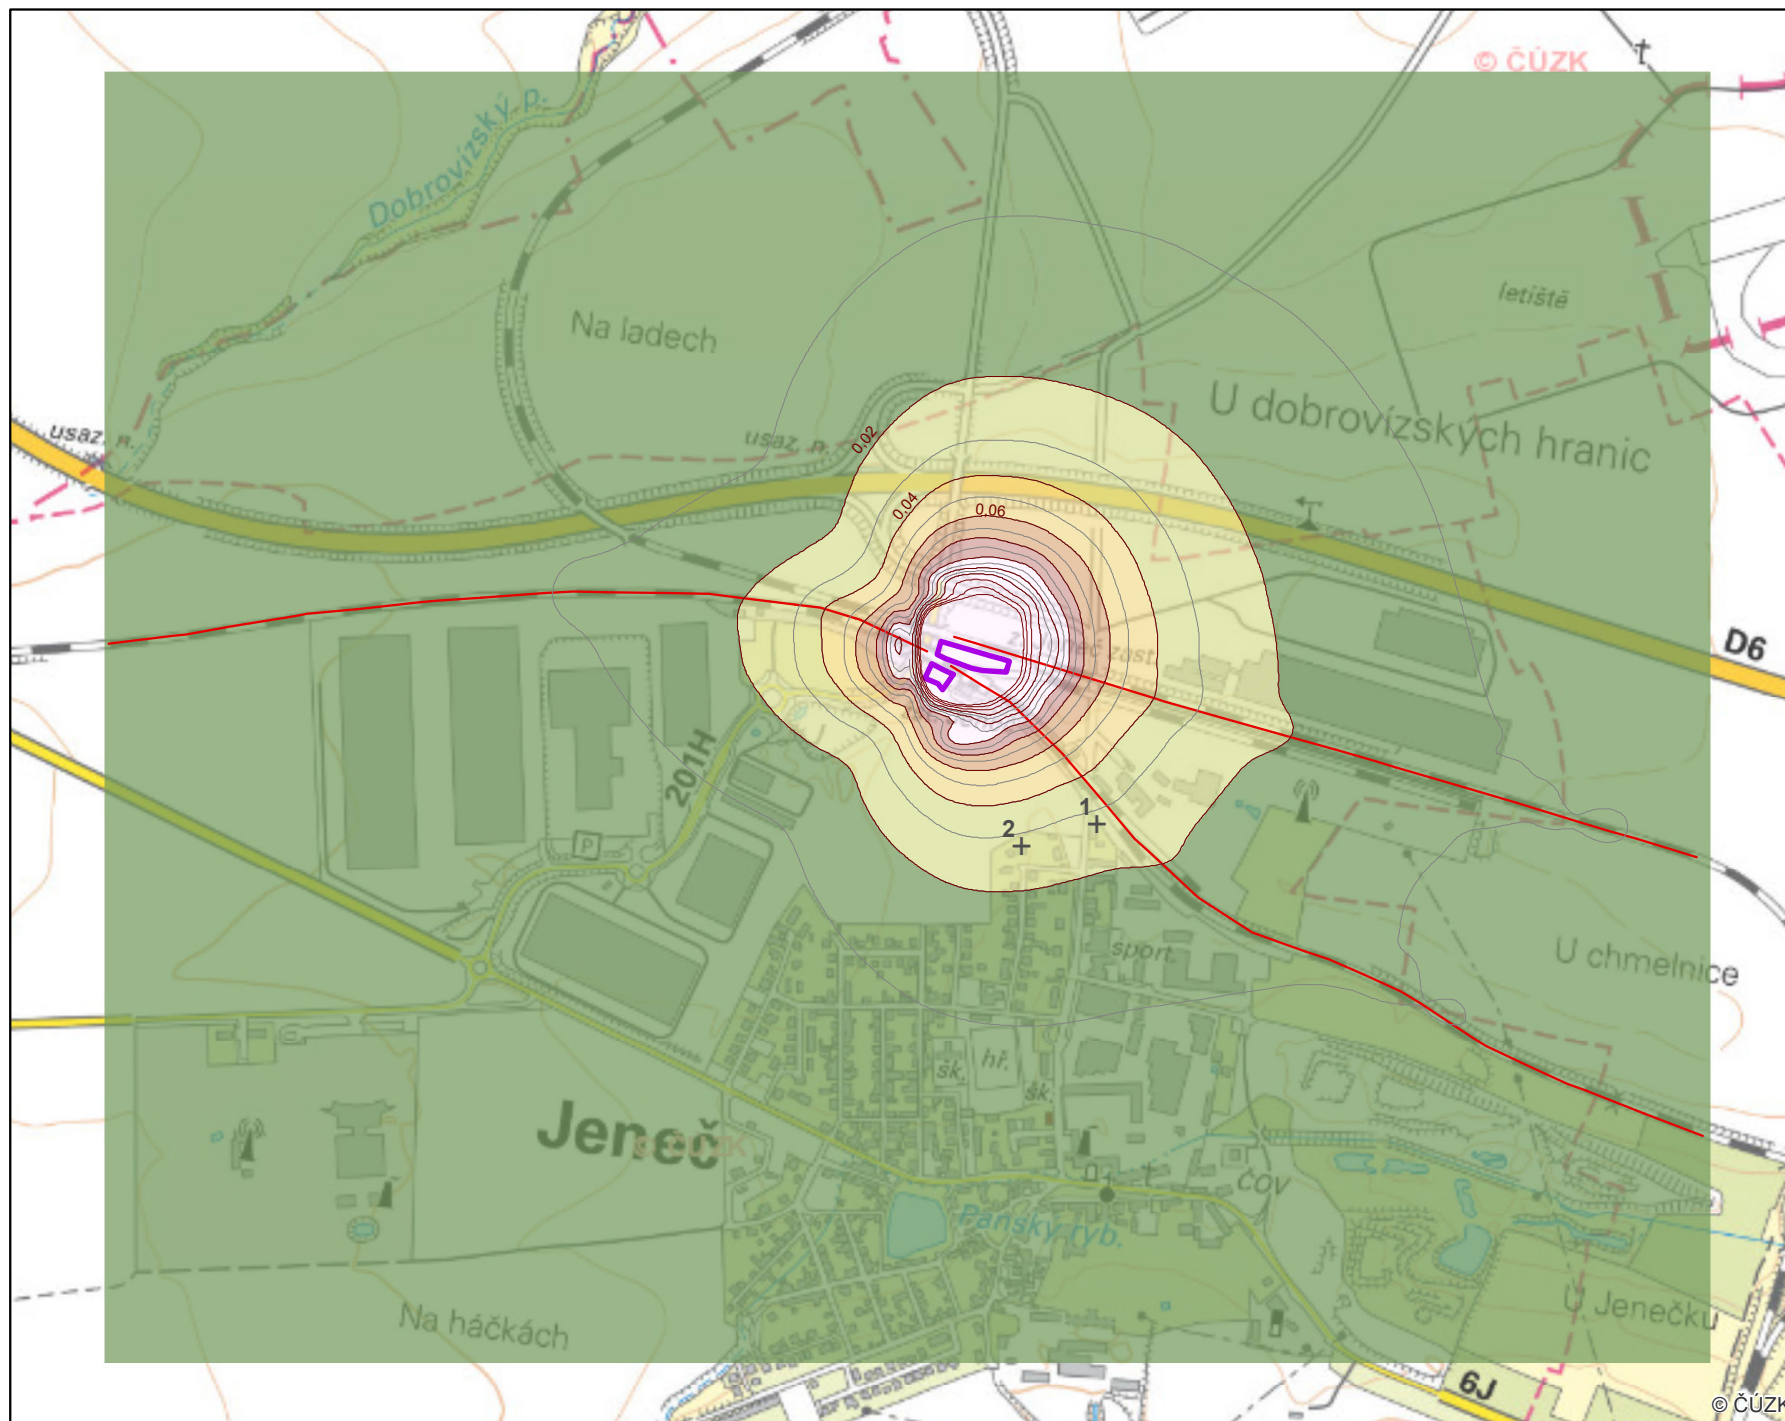 © ČÚZK
Dobrovízský p.
letiště
Na ladech
U dobrovízských hranic
usaz. n.
usaz. n.
0,02
0,04
0,06
D6
201H
P
1
2
sport.
U chmelnice
hř.
šk.
šk.
Jeneč
© ČÚZK
ČOV
Panský ryb.
U Jenečku
Na háčkách
6J
© ČÚZK